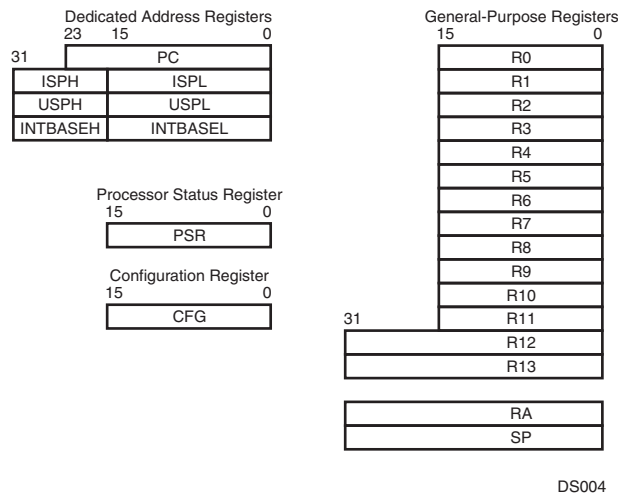 Dedicated Address Registers
23 15 0
31 PC
ISPH ISPL
USPH USPL
INTBASEH INTBASEL
Processor Status Register
15 0
PSR
Configuration Register
15 0
CFG
General-Purpose Registers
15 0
R0
R1
R2
R3
R4
R5
R6
R7
R8
R9
R10
31 R11
R12
R13
RA
SP
DS004